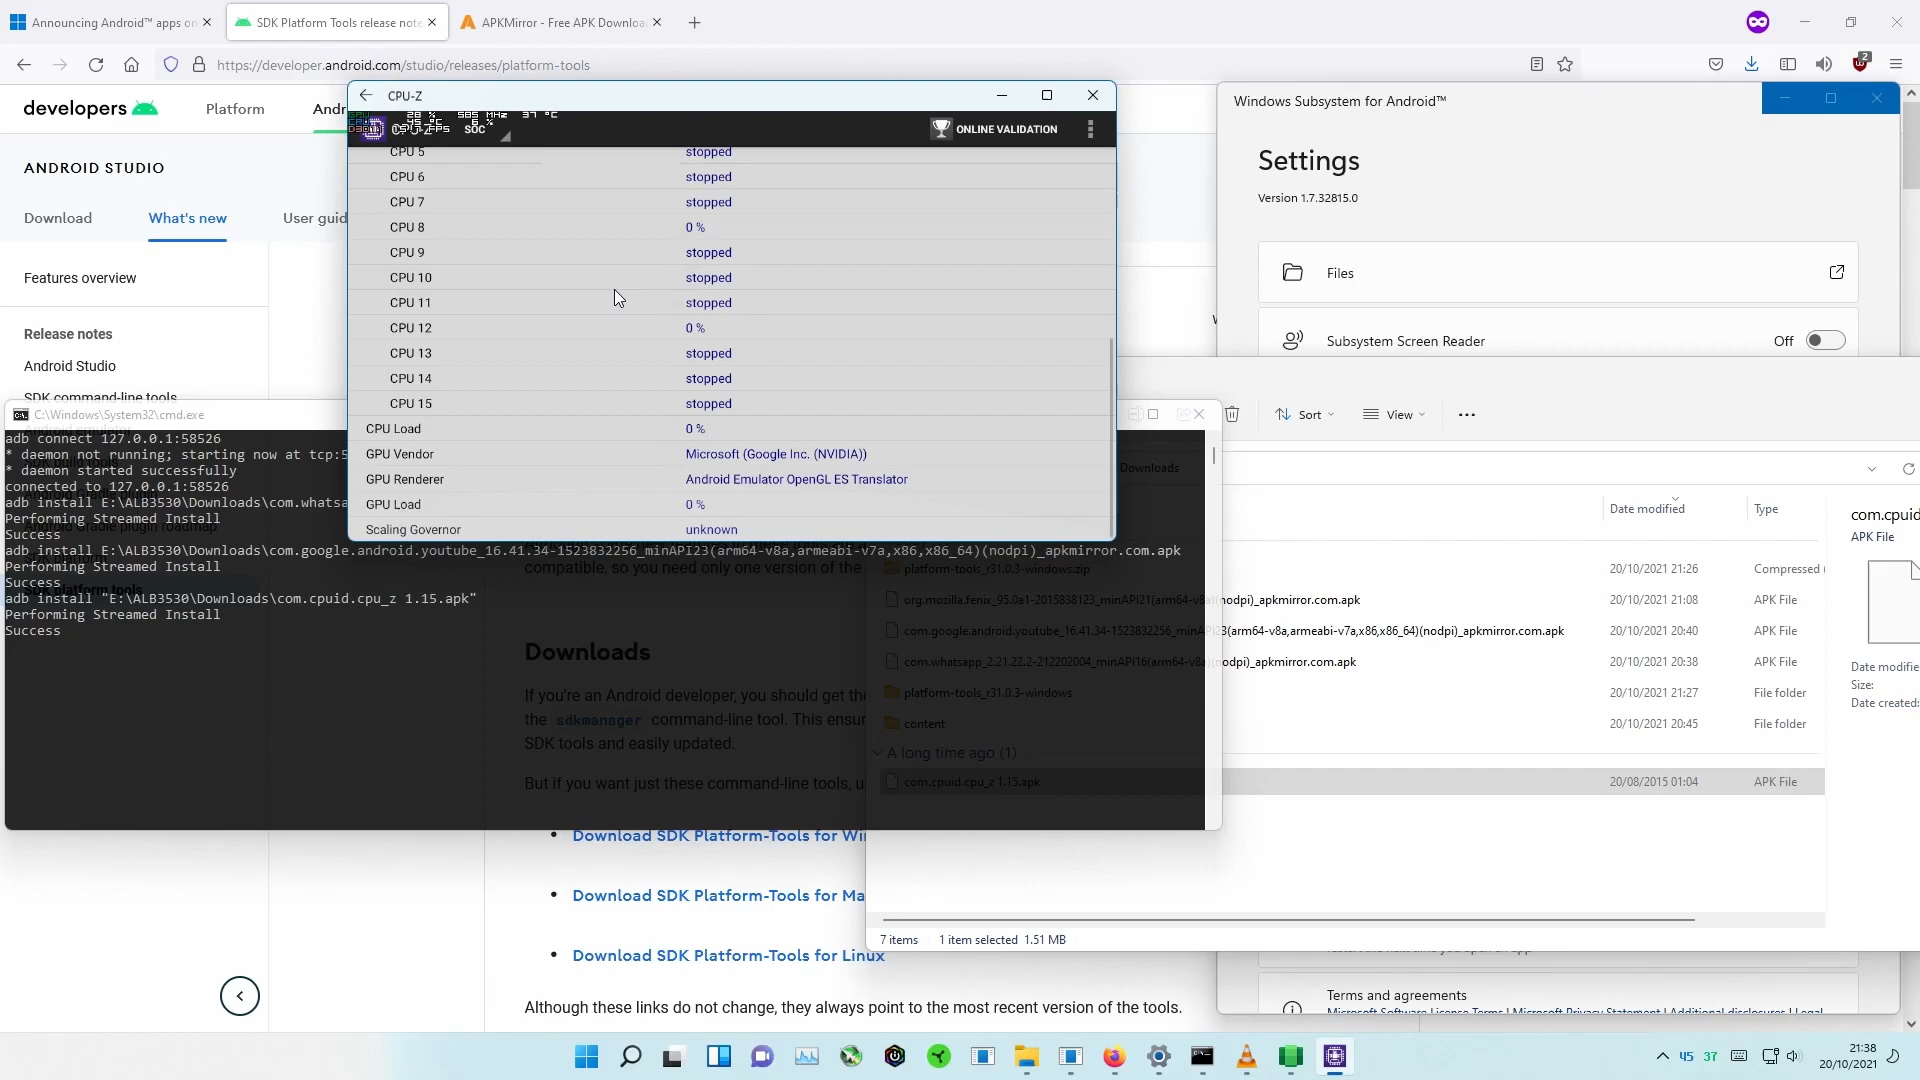 Announcing Android™ apps on
SDK Platform Tools release note
APKMirror - Free APK Downloa
https://developer.android.com/studio/releases/platform-tools
developers
Platform
Andr
ANDROID STUDIO
Download
What's new
User guid
Features overview
Release notes
Android Studio
SDK command-line tools
CPU-Z
SOC
ONLINE VALIDATION
CPU 5 stopped
CPU 6 stopped
CPU 7 stopped
CPU 8 0 %
CPU 9 stopped
CPU 10 stopped
CPU 11 stopped
CPU 12 0 %
CPU 13 stopped
CPU 14 stopped
CPU 15 stopped
CPU Load 0 %
GPU Vendor Microsoft (Google Inc. (NVIDIA))
GPU Renderer Android Emulator OpenGL ES Translator
GPU Load 0 %
Scaling Governor unknown
Windows Subsystem for Android™
Settings
Version 1.7.32815.0
Files
Subsystem Screen Reader
Off
C:\Windows\System32\cmd.exe
adb connect 127.0.0.1:58526
* daemon not running; starting now at tcp:5
* daemon started successfully
connected to 127.0.0.1:58526
adb install E:\ALB3530\Downloads\com.whatsa
Performing Streamed Install
Success
adb install E:\ALB3530\Downloads\com.google.android.youtube_16.41.34-1523832256_minAPI23(arm64-v8a,armeabi-v7a,x86,x86_64)(nodpi)_apkmirror.com.apk
Performing Streamed Install
Success
adb install "E:\ALB3530\Downloads\com.cpuid.cpu_z 1.15.apk"
Performing Streamed Install
Success
SDK platform tools
compatible, so you need only one version of the
Downloads
If you're an Android developer, you should get the
the sdkmanager command-line tool. This ensur
SDK tools and easily updated.
But if you want just these command-line tools, u
Download SDK Platform-Tools for Wi
Download SDK Platform-Tools for Ma
Download SDK Platform-Tools for Linux
Although these links do not change, they always point to the most recent version of the tools.
Sort
View
Downloads
Date modified
Type
platform-tools_r31.0.3-windows.zip 20/10/2021 21:26 Compressed (
org.mozilla.fenix_95.0a1-2015838123_minAPI21(arm64-v8a)(nodpi)_apkmirror.com.apk 20/10/2021 21:08 APK File
com.google.android.youtube_16.41.34-1523832256_minAPI23(arm64-v8a,armeabi-v7a,x86,x86_64)(nodpi)_apkmirror.com.apk 20/10/2021 20:40 APK File
com.whatsapp_2.21.22.2-212202004_minAPI16(arm64-v8a)(nodpi)_apkmirror.com.apk 20/10/2021 20:38 APK File
platform-tools_r31.0.3-windows 20/10/2021 21:27 File folder
content 20/10/2021 20:45 File folder
A long time ago (1)
com.cpuid.cpu_z 1.15.apk 20/08/2015 01:04 APK File
7 items 1 item selected 1.51 MB
com.cpuid
APK File
Date modifie
Size:
Date created:
Terms and agreements
Microsoft Software License Terms | Microsoft Privacy Statement | Additional disclosures | Legal
45 37
21:38
20/10/2021